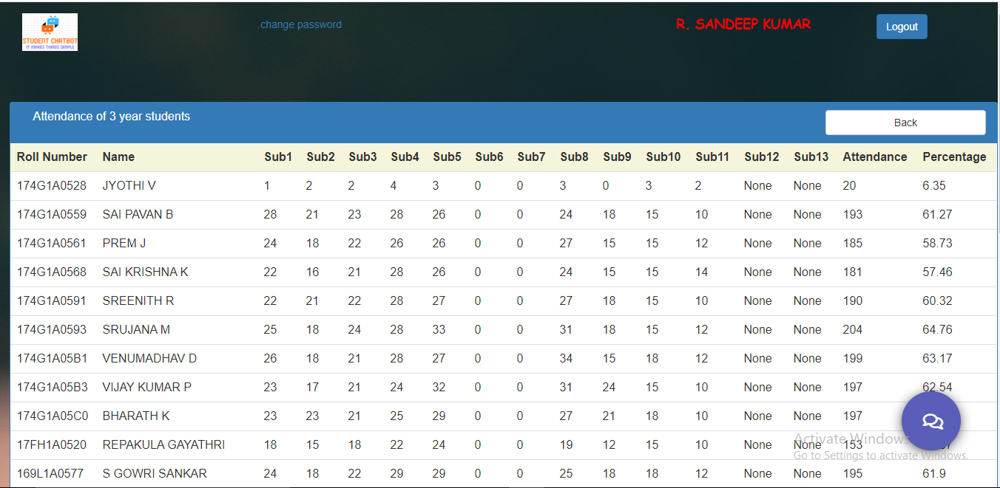 STUDENT CHATBOT
IT MAKES THINGS SIMPLE
change password
R. SANDEEP KUMAR
Logout
Attendance of 3 year students
Back
Roll Number Name Sub1 Sub2 Sub3 Sub4 Sub5 Sub6 Sub7 Sub8 Sub9 Sub10 Sub11 Sub12 Sub13 Attendance Percentage
174G1A0528 JYOTHI V 1 2 2 4 3 0 0 3 0 3 2 None None 20 6.35
174G1A0559 SAI PAVAN B 28 21 23 28 26 0 0 24 18 15 10 None None 193 61.27
174G1A0561 PREM J 24 18 22 26 26 0 0 27 15 15 12 None None 185 58.73
174G1A0568 SAI KRISHNA K 22 16 21 28 26 0 0 24 15 15 14 None None 181 57.46
174G1A0591 SREENITH R 22 21 22 28 27 0 0 27 18 15 10 None None 190 60.32
174G1A0593 SRUJANA M 25 18 24 28 33 0 0 31 18 15 12 None None 204 64.76
174G1A05B1 VENUMADHAV D 26 18 21 28 27 0 0 34 15 18 12 None None 199 63.17
174G1A05B3 VIJAY KUMAR P 23 17 21 24 32 0 0 31 24 15 10 None None 197 62.54
174G1A05C0 BHARATH K 23 23 21 25 29 0 0 27 21 18 10 None None 197
17FH1A0520 REPAKULA GAYATHRI 18 15 18 22 24 0 0 19 12 15 10 None None 153
Activate Windows
Go to Settings to activate Windows.
169L1A0577 S GOWRI SANKAR 24 18 22 29 29 0 0 25 18 18 12 None None 195 61.9